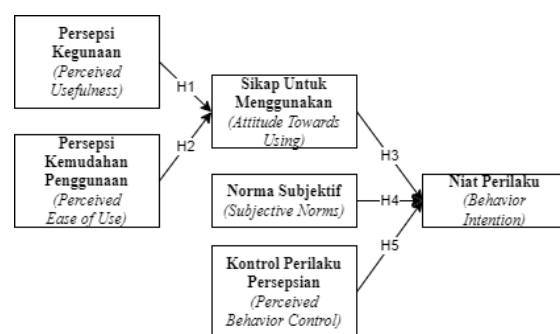 Persepsi
Kegunaan
(Perceived
Usefulness)
H1
Persepsi
Kemudahan
Penggunaan
(Perceived
Ease of Use)
H2
Sikap Untuk
Menggunakan
(Attitude Towards
Using)
H3
Norma Subjektif
(Subjective Norms)
H4
Kontrol Perilaku
Persepsian
(Perceived
Behavior Control)
H5
Niat Perilaku
(Behavior
Intention)